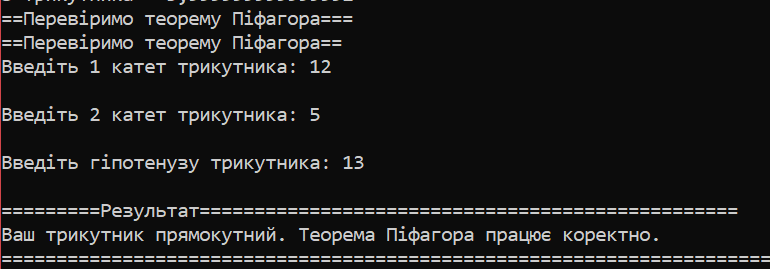 ==Перевіримо теорему Піфагора===
==Перевіримо теорему Піфагора==
Введіть 1 катет трикутника: 12
Введіть 2 катет трикутника: 5
Введіть гіпотенузу трикутника: 13
=========Результат=================================================
Ваш трикутник прямокутний. Теорема Піфагора працює коректно.
======================================================================